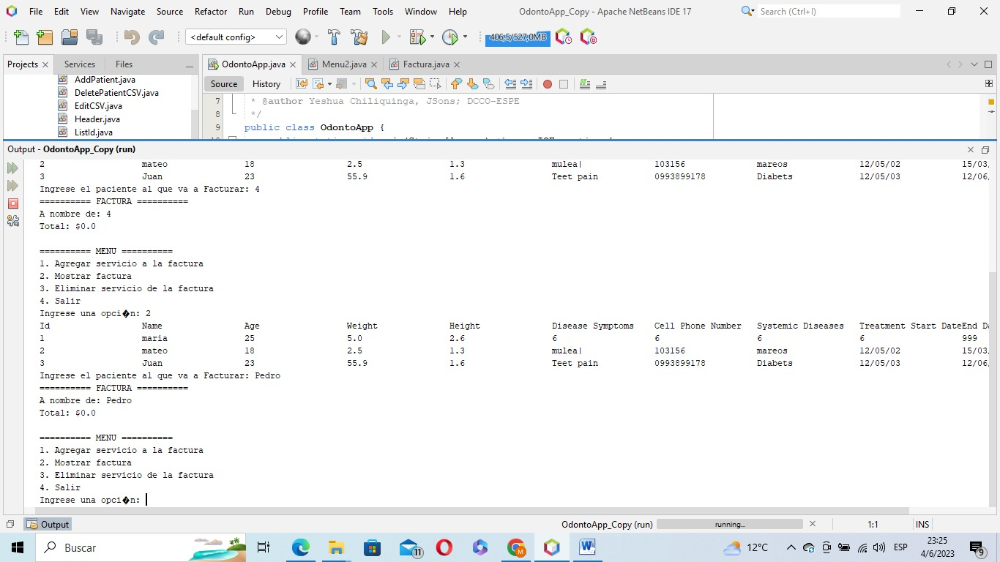 File Edit View Navigate Source Refactor Run Debug Profile Team Tools Window Help OdontoApp_Copy - Apache NetBeans IDE 17 Search (Ctrl+I)
<default config> 406,5/527,0MB
Projects Services Files OdontoApp.java Menu2.java Factura.java
Source History
AddPatient.java
DeletePatientCSV.java
EditCSV.java
Header.java
ListId.java
7 * @author Yeshua Chiliquinga, JSons; DCCO-ESPE
8 */
9 public class OdontoApp {
Output - OdontoApp_Copy (run)
2 mateo 18 2.5 1.3 mulea| 103156 mareos 12/05/02 15/03,
3 Juan 23 55.9 1.6 Teet pain 0993899178 Diabets 12/05/03 12/06,
Ingrese el paciente al que va a Facturar: 4
========== FACTURA ==========
A nombre de: 4
Total: $0.0
========== MENU ==========
1. Agregar servicio a la factura
2. Mostrar factura
3. Eliminar servicio de la factura
4. Salir
Ingrese una opci�n: 2
Id Name Age Weight Height Disease Symptoms Cell Phone Number Systemic Diseases Treatment Start DateEnd Da
1 maria 25 5.0 2.6 6 6 6 6 999
2 mateo 18 2.5 1.3 mulea| 103156 mareos 12/05/02 15/03,
3 Juan 23 55.9 1.6 Teet pain 0993899178 Diabets 12/05/03 12/06,
Ingrese el paciente al que va a Facturar: Pedro
========== FACTURA ==========
A nombre de: Pedro
Total: $0.0
========== MENU ==========
1. Agregar servicio a la factura
2. Mostrar factura
3. Eliminar servicio de la factura
4. Salir
Ingrese una opci�n:
Output OdontoApp_Copy (run) running... 1:1 INS
Buscar 11 12°C ESP 23:25
4/6/2023 9